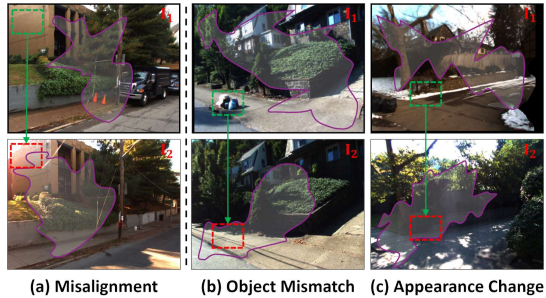 I₁
I₁
I₁
I₂
I₂
I₂
(a) Misalignment
(b) Object Mismatch
(c) Appearance Change